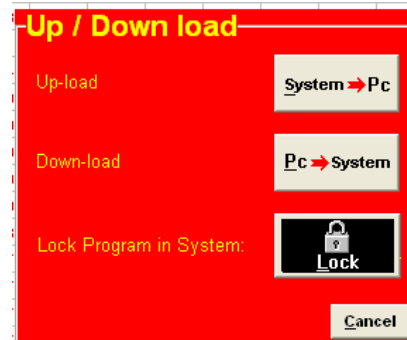 Up / Down load
Up-load
System Pc
Down-load
Pc System
Lock Program in System:
Lock
Cancel